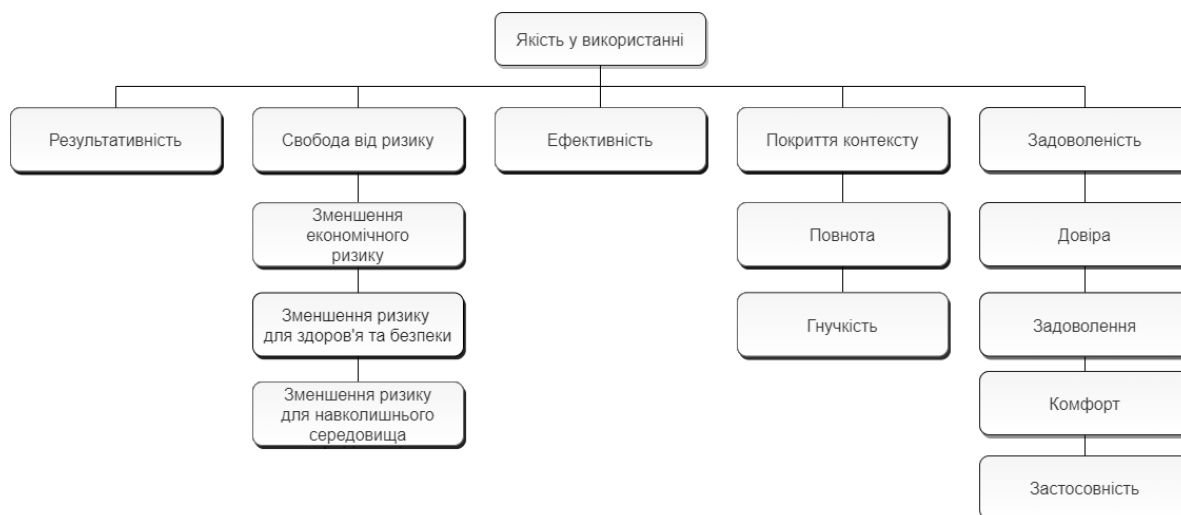 Якість у використанні
Результативність
Свобода від ризику
Ефективність
Покриття контексту
Задоволеність
Зменшення
економічного
ризику
Повнота
Довіра
Зменшення ризику
для здоров'я та безпеки
Гнучкість
Задоволення
Зменшення ризику
для навколишнього
середовища
Комфорт
Застосовність